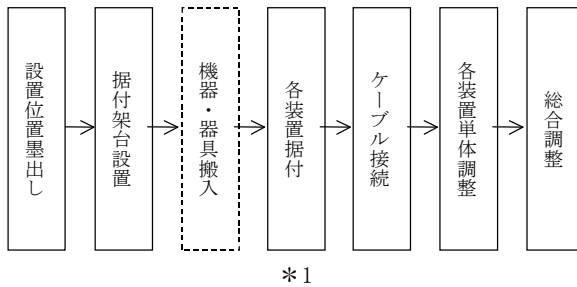 設置位置墨出し
据付架台設置
機器・器具搬入
各装置据付
ケーブル接続
各装置単体調整
総合調整
＊1